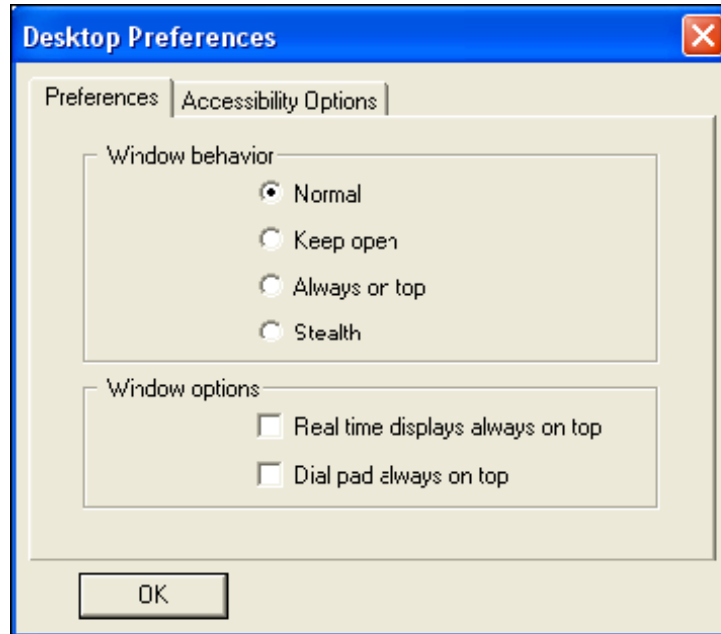 Desktop Preferences
Preferences Accessibility Options
Window behavior
Normal
Keep open
Always on top
Stealth
Window options
Real time displays always on top
Dial pad always on top
OK